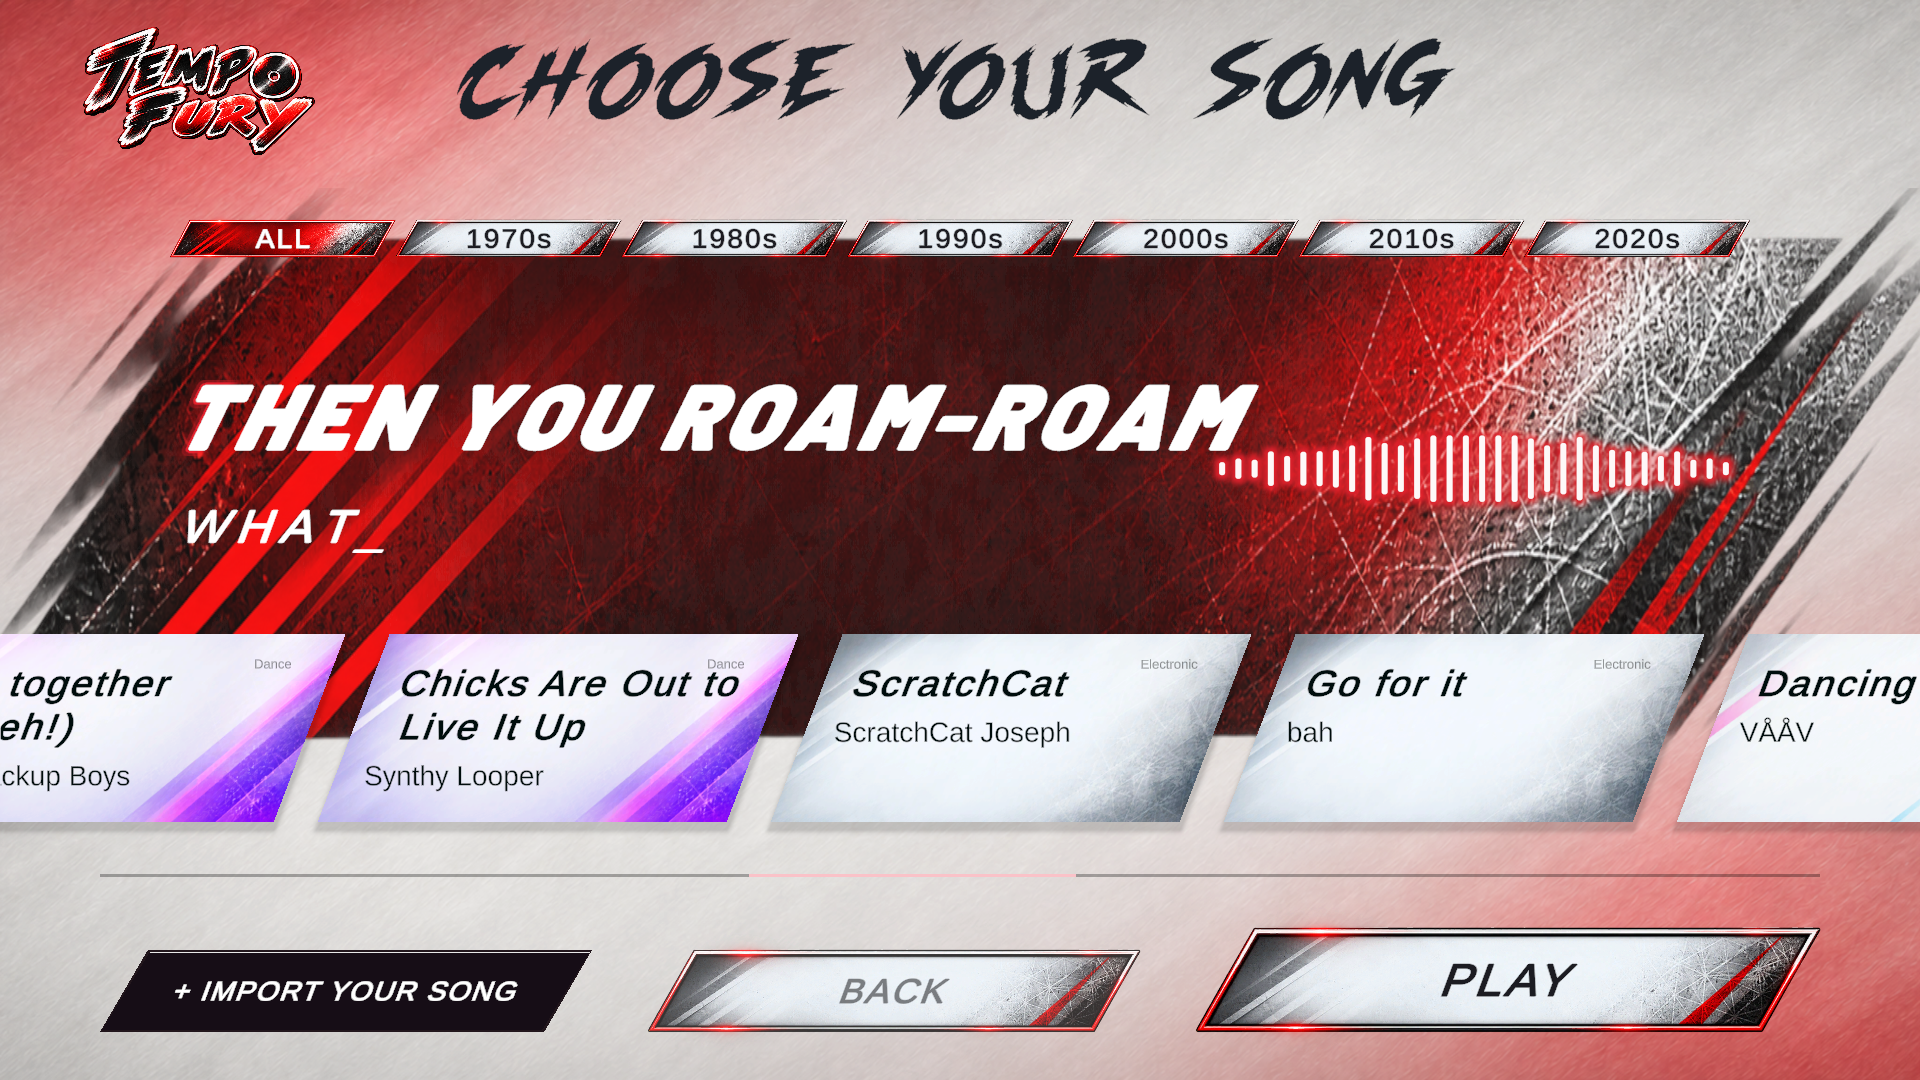 TEMPO
FURY
CHOOSE YOUR SONG
ALL
1970s
1980s
1990s
2000s
2010s
2020s
THEN YOU ROAM-ROAM
WHAT_
Dance
together
eh!)
ckup Boys
Dance
Chicks Are Out to
Live It Up
Synthy Looper
Electronic
ScratchCat
ScratchCat Joseph
Electronic
Go for it
bah
Dancing
VÅÅV
+ IMPORT YOUR SONG
BACK
PLAY